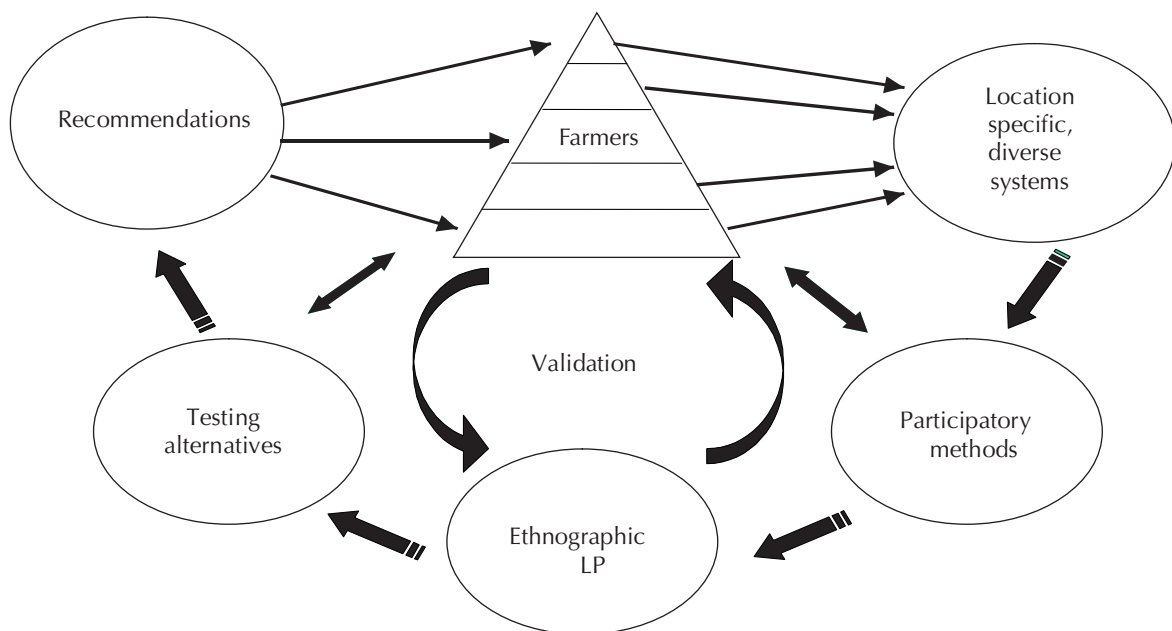 Recommendations
Farmers
Location
specific,
diverse
systems
Validation
Testing
alternatives
Participatory
methods
Ethnographic
LP